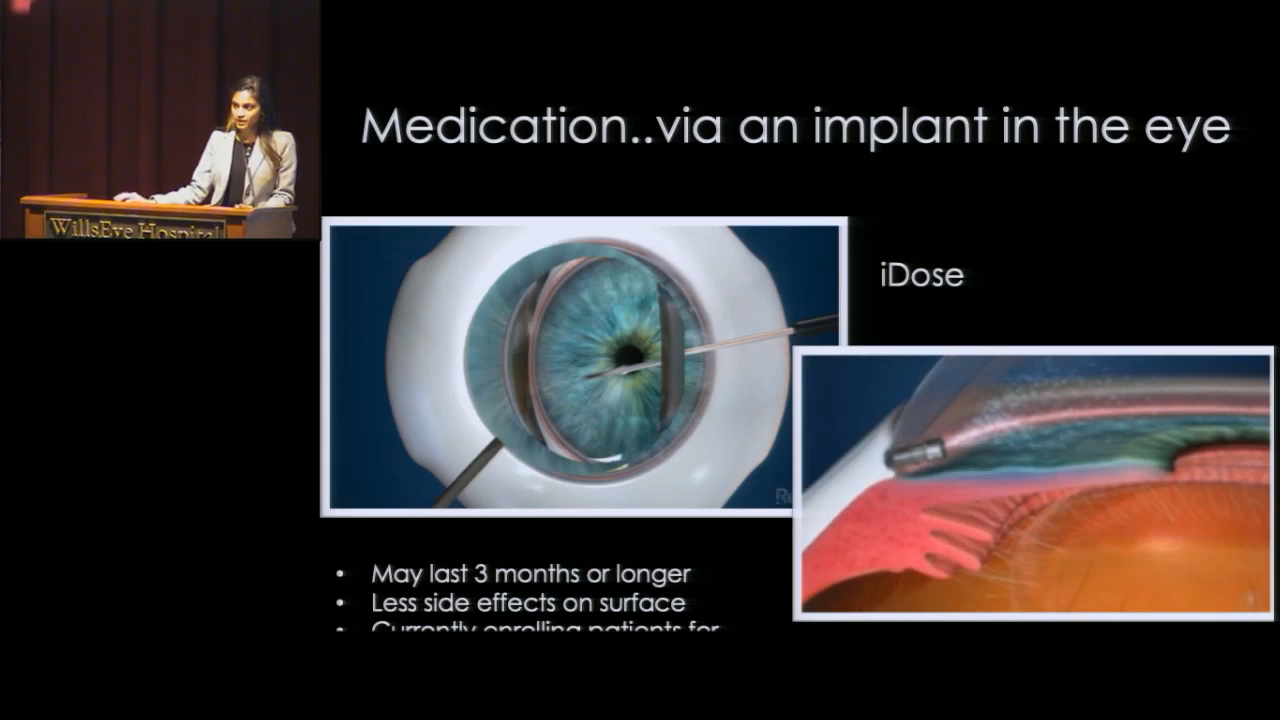 Medication..via an implant in the eye
WillsEye Hospital
iDose
• May last 3 months or longer
• Less side effects on surface
• Currently enrolling patients for